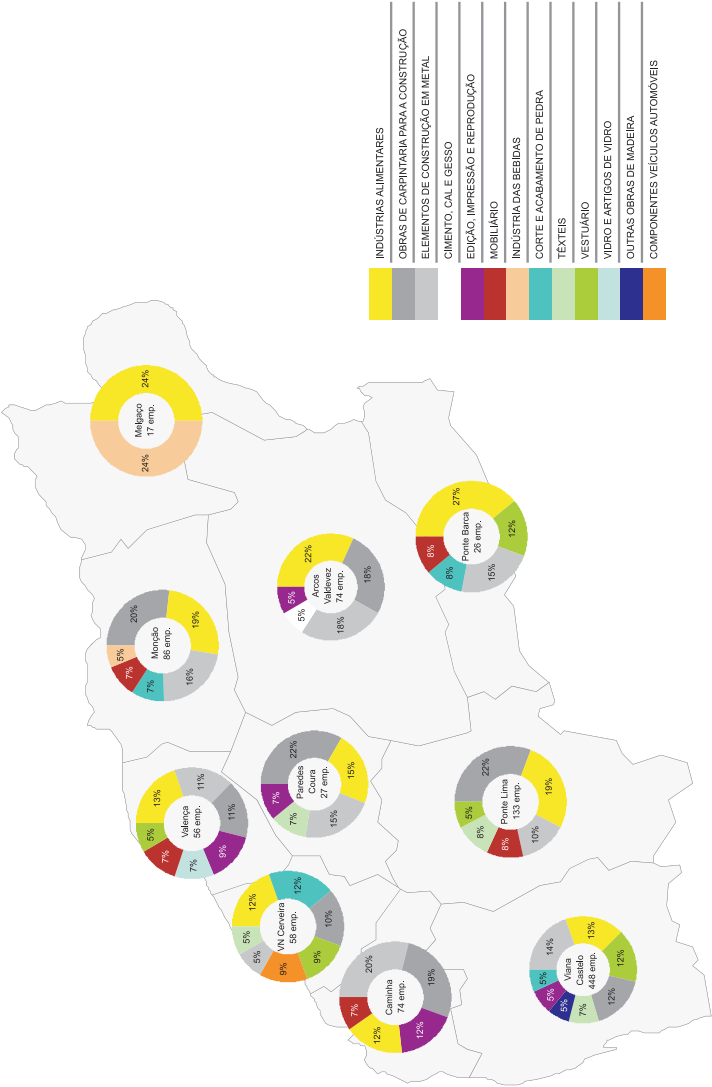 INDÚSTRIAS ALIMENTARES
OBRAS DE CARPINTARIA PARA A CONSTRUÇÃO
ELEMENTOS DE CONSTRUÇÃO EM METAL
CIMENTO, CAL E GESSO
EDIÇÃO, IMPRESSÃO E REPRODUÇÃO
MOBILIÁRIO
INDÚSTRIA DAS BEBIDAS
CORTE E ACABAMENTO DE PEDRA
TÊXTEIS
VESTUÁRIO
VIDRO E ARTIGOS DE VIDRO
OUTRAS OBRAS DE MADEIRA
COMPONENTES VEÍCULOS AUTOMÓVEIS
Melgaço
17 emp.
24%
24%
Monção
86 emp.
20%
19%
16%
7%
7%
5%
Arcos
Valdevez
74 emp.
22%
18%
18%
5%
5%
Ponte Barca
26 emp.
27%
12%
15%
8%
8%
Valença
56 emp.
13%
11%
11%
9%
7%
7%
5%
Paredes
Coura
27 emp.
22%
15%
15%
7%
7%
Ponte Lima
133 emp.
22%
19%
10%
8%
8%
5%
VN Cerveira
58 emp.
12%
12%
10%
9%
9%
5%
5%
Caminha
74 emp.
20%
19%
12%
12%
7%
Viana
Castelo
448 emp.
14%
13%
12%
12%
7%
5%
5%
5%